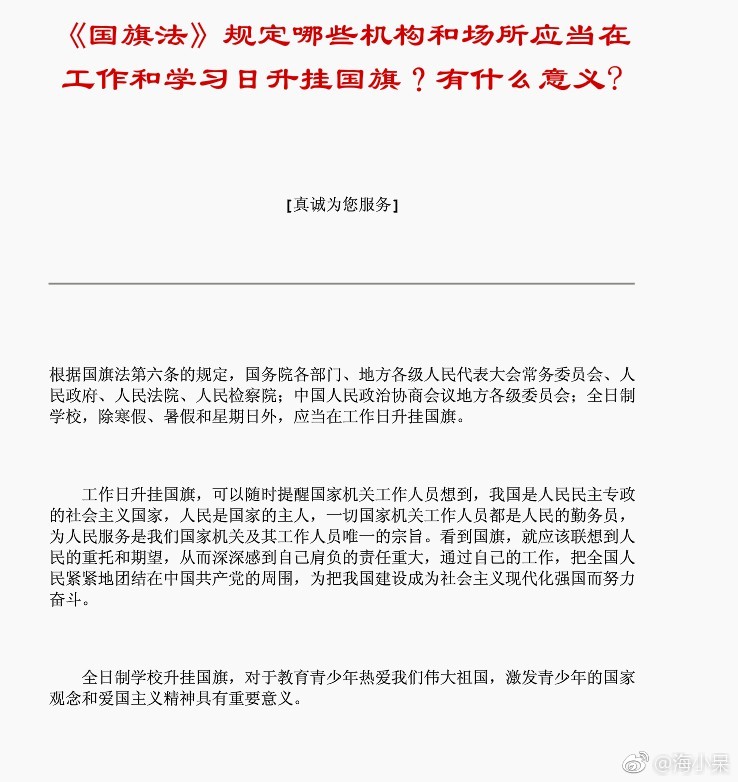 《国旗法》规定哪些机构和场所应当在
工作和学习日升挂国旗？有什么意义?
[真诚为您服务]
根据国旗法第六条的规定，国务院各部门、地方各级人民代表大会常务委员会、人
民政府、人民法院、人民检察院；中国人民政治协商会议地方各级委员会；全日制
学校，除寒假、暑假和星期日外，应当在工作日升挂国旗。
工作日升挂国旗，可以随时提醒国家机关工作人员想到，我国是人民民主专政
的社会主义国家，人民是国家的主人，一切国家机关工作人员都是人民的勤务员，
为人民服务是我们国家机关及其工作人员唯一的宗旨。看到国旗，就应该联想到人
民的重托和期望，从而深深感到自己肩负的责任重大，通过自己的工作，把全国人
民紧紧地团结在中国共产党的周围，为把我国建设成为社会主义现代化强国而努力
奋斗。
全日制学校升挂国旗，对于教育青少年热爱我们伟大祖国，激发青少年的国家
观念和爱国主义精神具有重要意义。
@海小呆